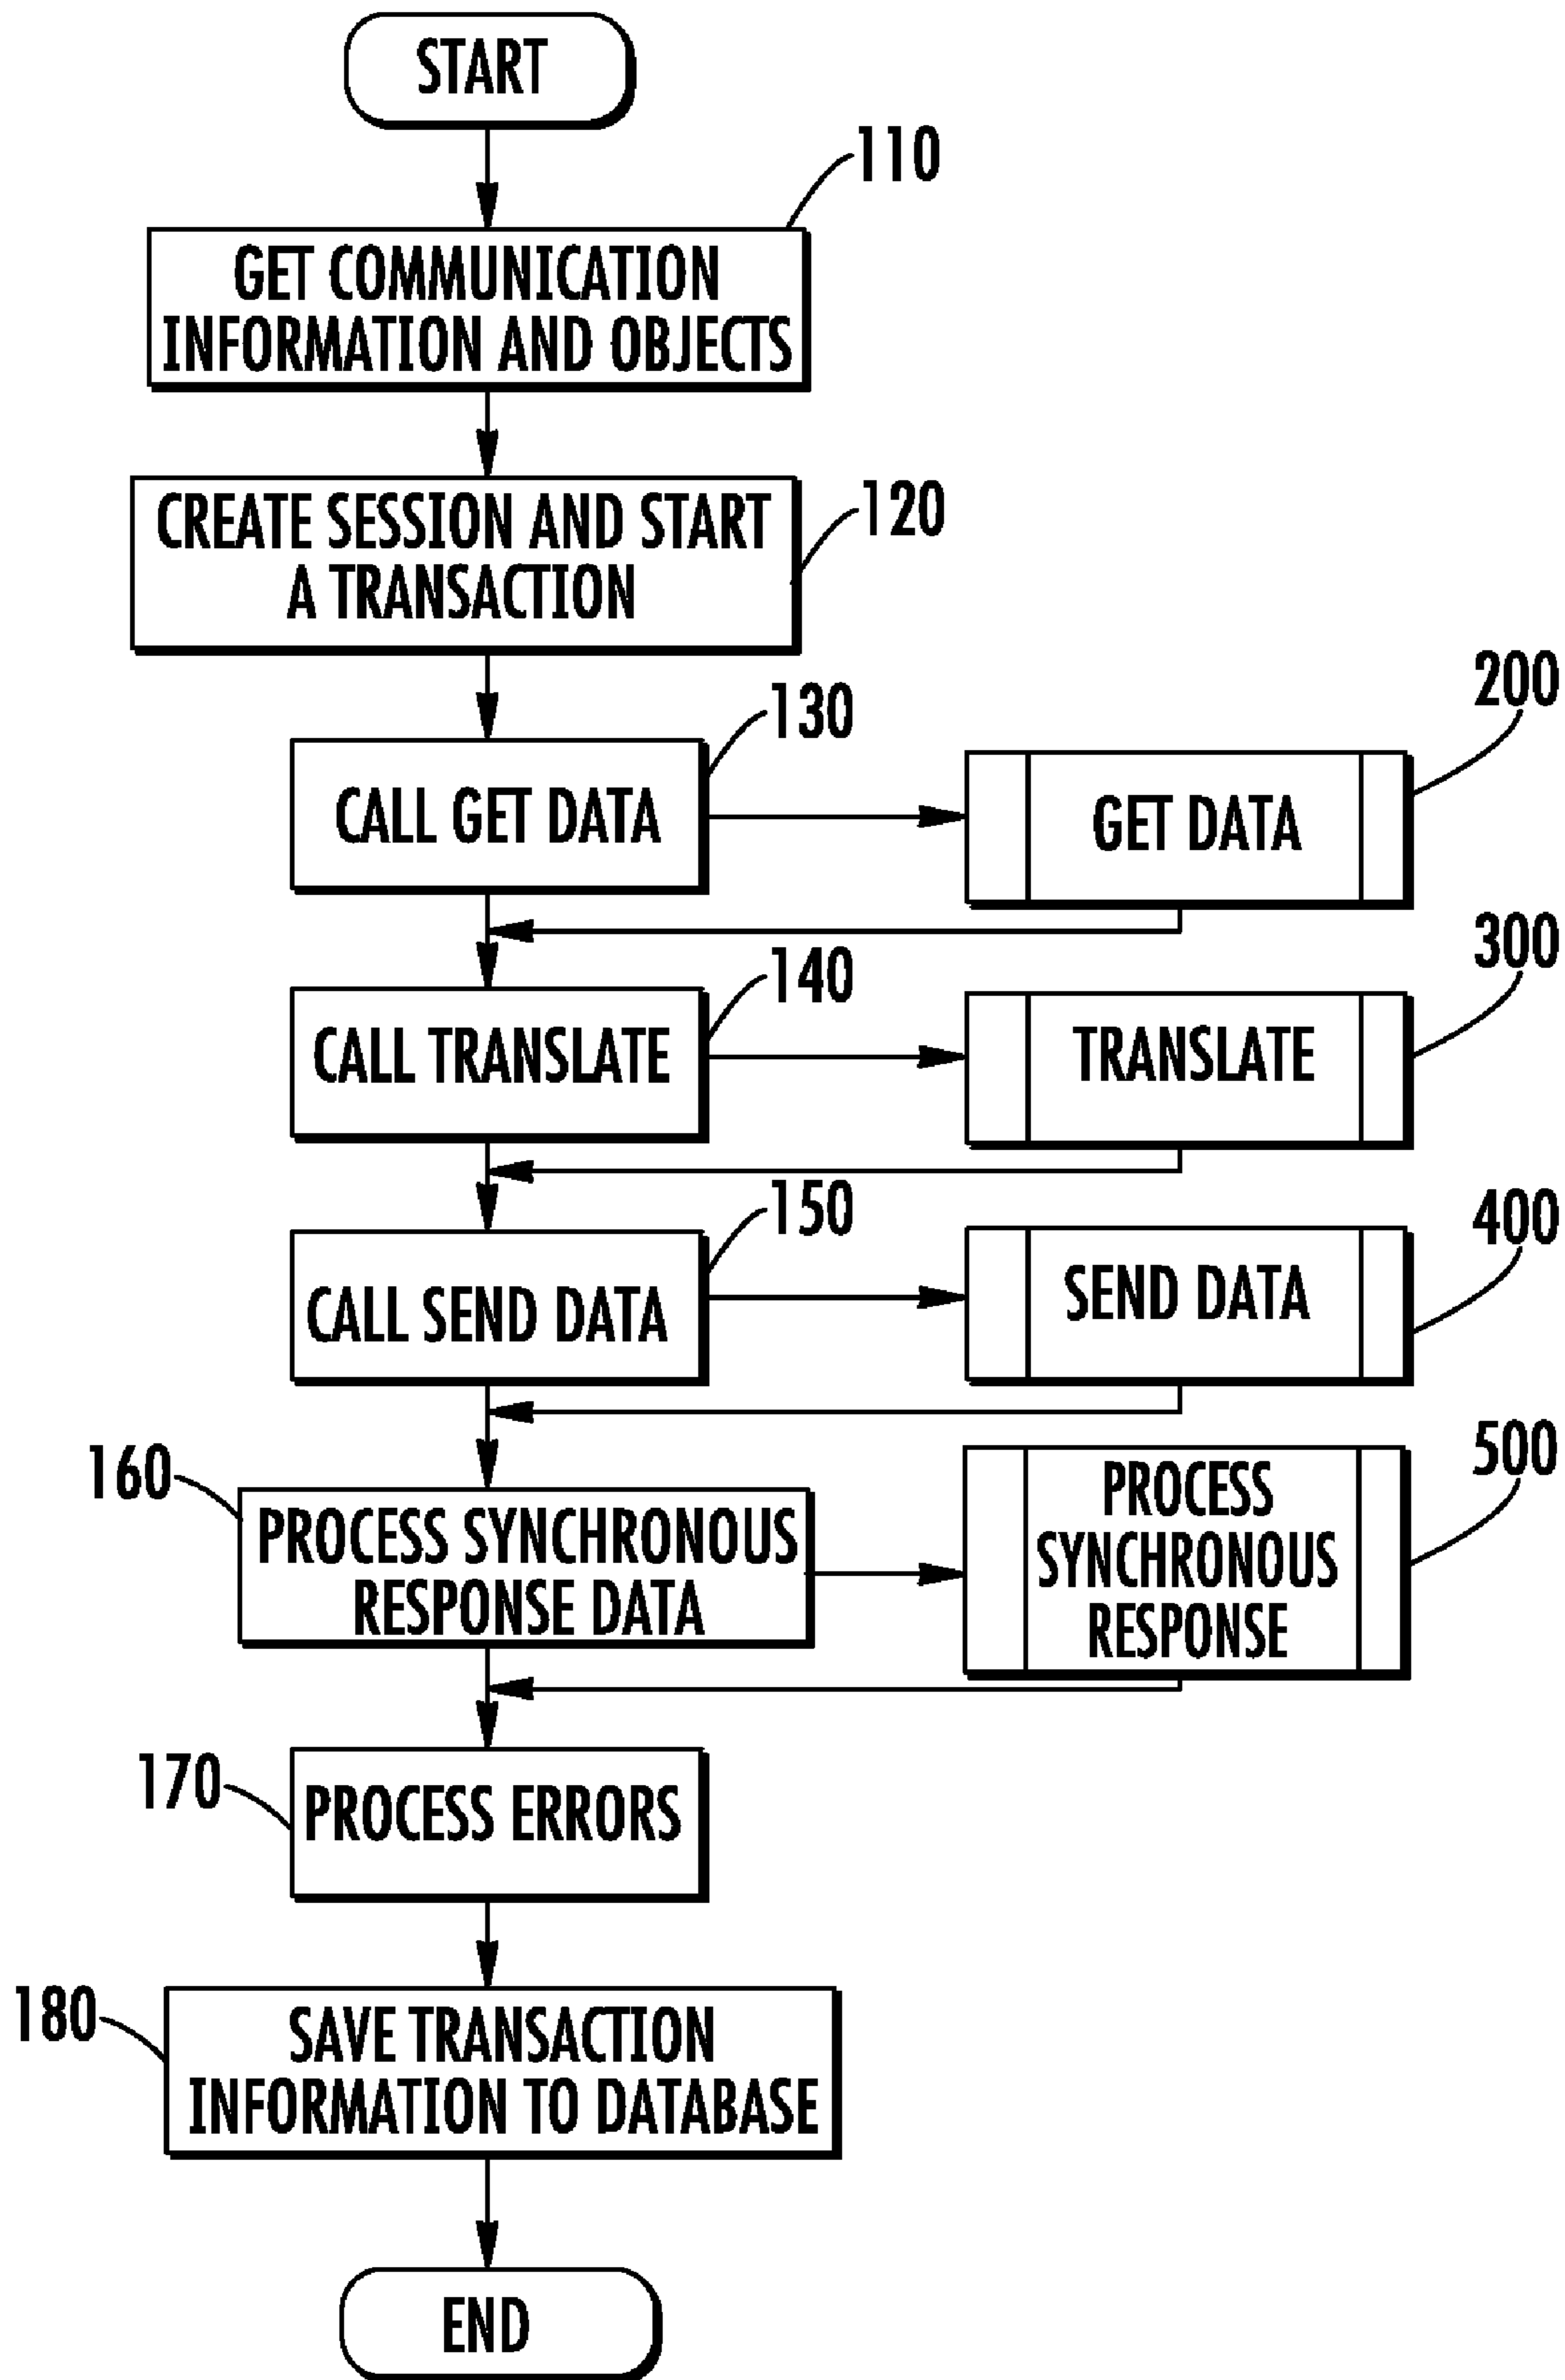 START
110
GET COMMUNICATION
INFORMATION AND OBJECTS
CREATE SESSION AND START
A TRANSACTION
120
200
130
CALL GET DATA
GET DATA
300
140
CALL TRANSLATE
TRANSLATE
150
400
CALL SEND DATA
SEND DATA
160
PROCESS SYNCHRONOUS
RESPONSE DATA
PROCESS
SYNCHRONOUS
RESPONSE
500
170
PROCESS ERRORS
180
SAVE TRANSACTION
INFORMATION TO DATABASE
END